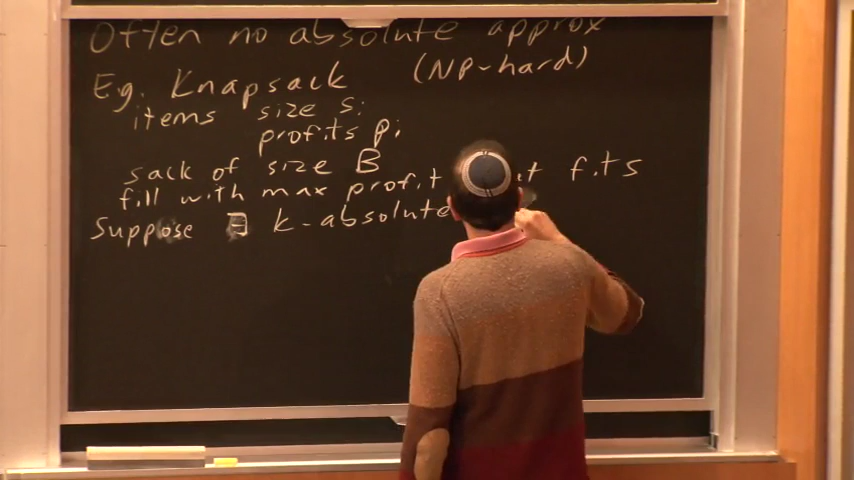 Often no absolute approx
E.g. Knapsack (NP-hard)
items size si
profits pi
sack of size B
fill with max profit fits
Suppose ∃ k-absolute